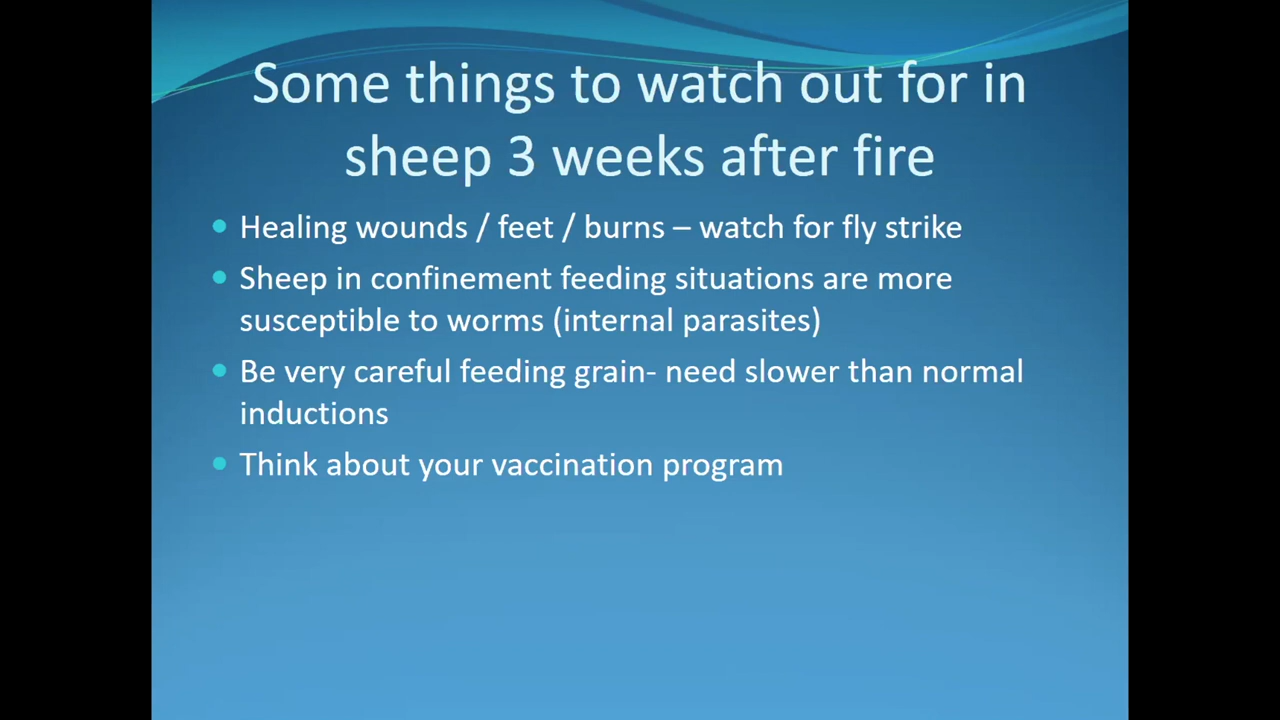 Some things to watch out for in
sheep 3 weeks after fire
• Healing wounds / feet / burns – watch for fly strike
• Sheep in confinement feeding situations are more
susceptible to worms (internal parasites)
• Be very careful feeding grain- need slower than normal
inductions
• Think about your vaccination program